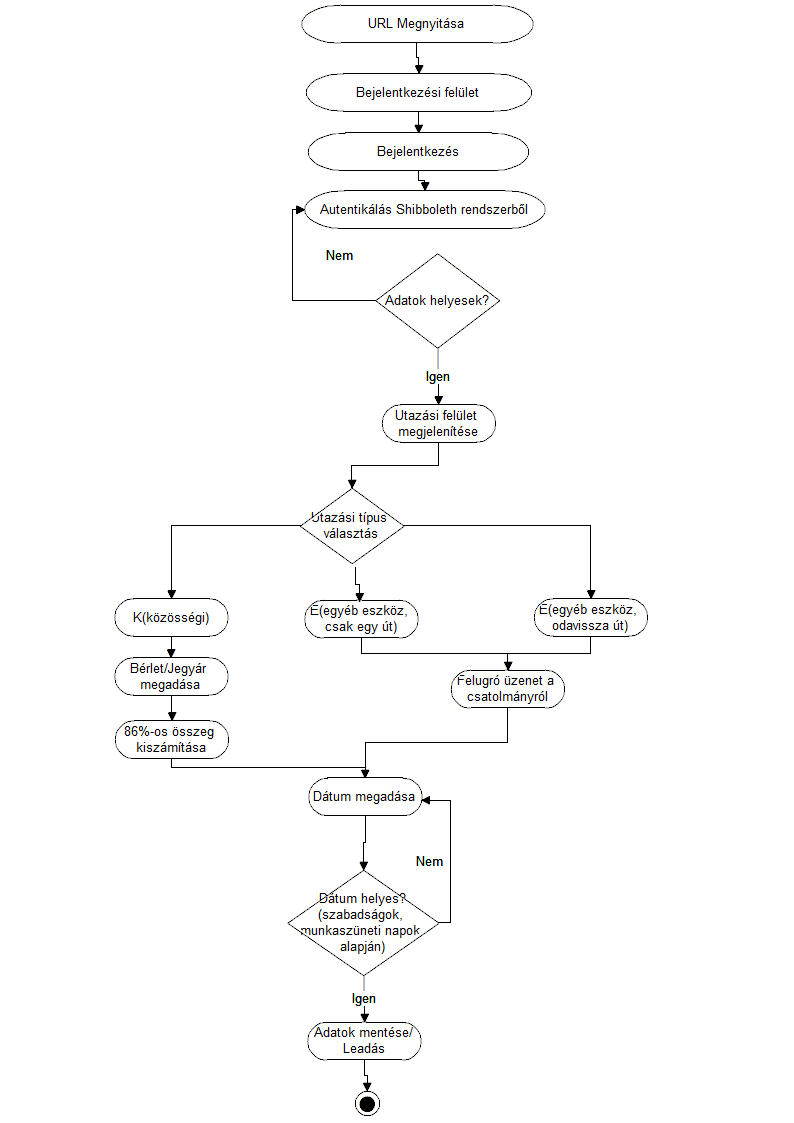 URL Megnyitása
Bejelentkezési felület
Bejelentkezés
Autentikálás Shibboleth rendszerből
Nem
Adatok helyesek?
Igen
Utazási felület
megjelenítése
Utazási típus
választás
K(közösségi)
E(egyéb eszköz,
csak egy út)
E(egyéb eszköz,
odavissza út)
Bérlet/Jegyár
megadása
Felugró üzenet a
csatolmányról
86%-os összeg
kiszámítása
Dátum megadása
Nem
Dátum helyes?
(szabadságok,
munkaszüneti napok
alapján)
Igen
Adatok mentése/
Leadás